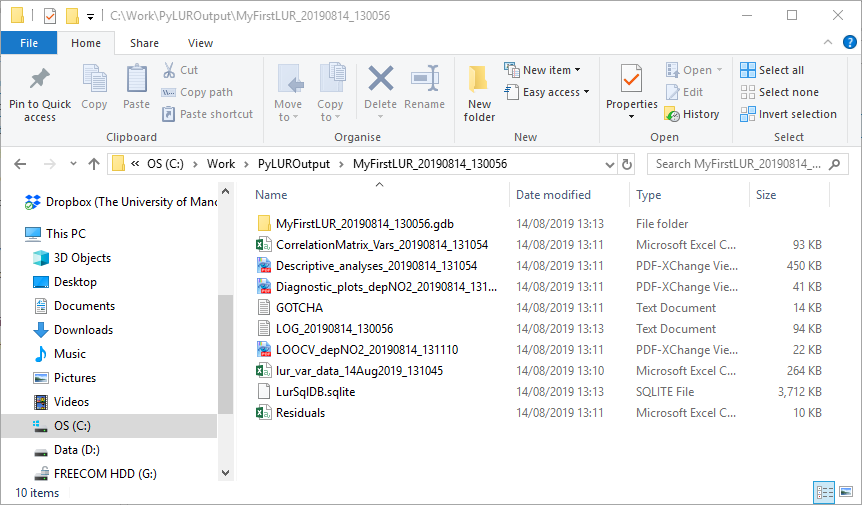 C:\Work\PyLUROutput\MyFirstLUR_20190814_130056
File Home Share View
Pin to Quick access
Copy
Paste
Cut
Copy path
Paste shortcut
Clipboard
Move to
Copy to
Delete
Rename
Organise
New folder
New item
Easy access
New
Properties
Open
Edit
History
Open
Select all
Select none
Invert selection
Select
« OS (C:) > Work > PyLUROutput > MyFirstLUR_20190814_130056
Search MyFirstLUR_20190814_...
Name Date modified Type Size
Dropbox (The University of Manc
This PC
3D Objects
Desktop
Documents
Downloads
Music
Pictures
Videos
OS (C:)
Data (D:)
FREECOM HDD (G:)
MyFirstLUR_20190814_130056.gdb 14/08/2019 13:13 File folder
CorrelationMatrix_Vars_20190814_131054 14/08/2019 13:11 Microsoft Excel C... 93 KB
Descriptive_analyses_20190814_131054 14/08/2019 13:11 PDF-XChange Vie... 450 KB
Diagnostic_plots_depNO2_20190814_131... 14/08/2019 13:11 PDF-XChange Vie... 41 KB
GOTCHA 14/08/2019 13:11 Text Document 14 KB
LOG_20190814_130056 14/08/2019 13:13 Text Document 94 KB
LOOCV_depNO2_20190814_131110 14/08/2019 13:11 PDF-XChange Vie... 22 KB
lur_var_data_14Aug2019_131045 14/08/2019 13:10 Microsoft Excel C... 264 KB
LurSqlDB.sqlite 14/08/2019 13:13 SQLITE File 3,712 KB
Residuals 14/08/2019 13:11 Microsoft Excel C... 10 KB
10 items